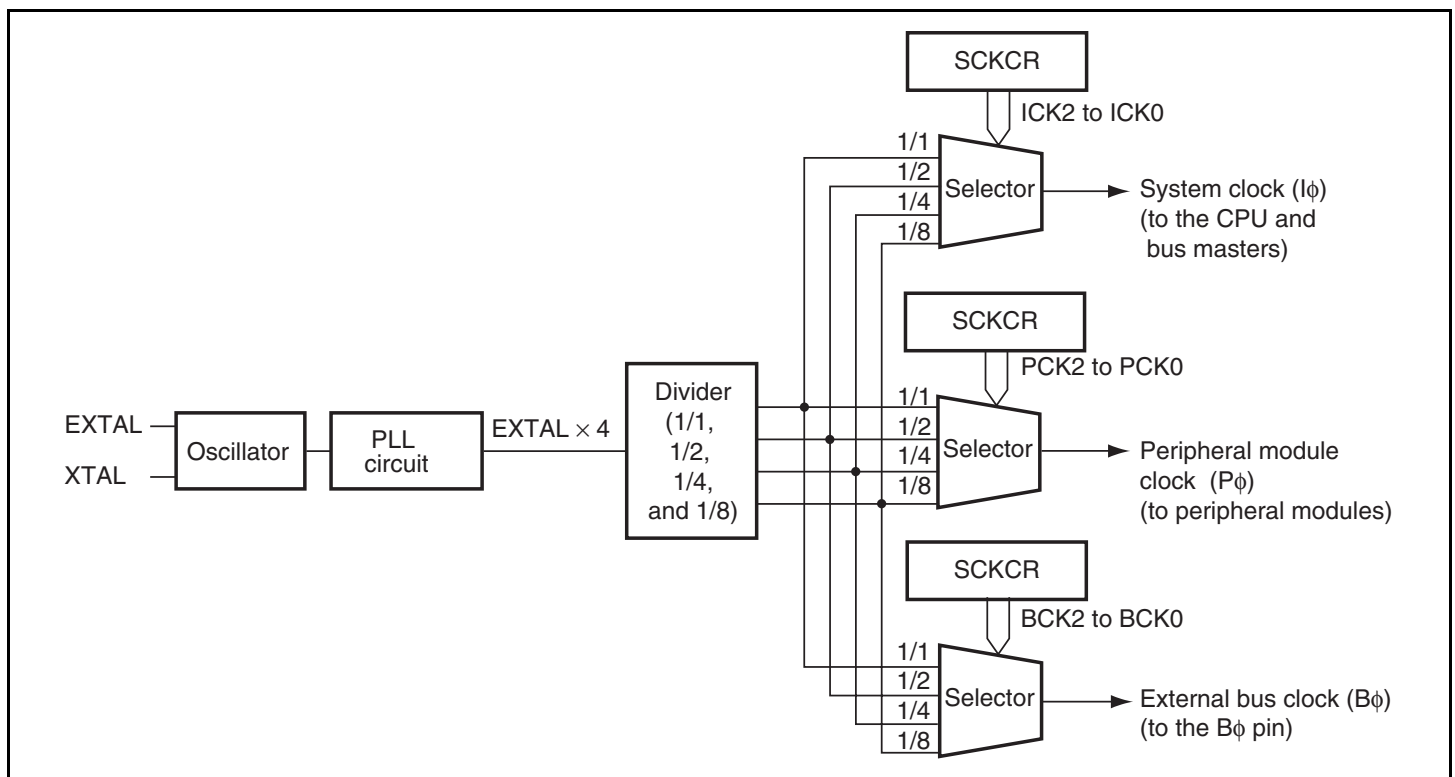 SCKCR
ICK2 to ICK0
1/1
1/2
1/4
1/8
Selector
System clock (Iϕ)
(to the CPU and
bus masters)
SCKCR
PCK2 to PCK0
EXTAL
XTAL
Oscillator
PLL
circuit
EXTAL × 4
Divider
(1/1,
1/2,
1/4,
and 1/8)
1/1
1/2
1/4
1/8
Selector
Peripheral module
clock (Pϕ)
(to peripheral modules)
SCKCR
BCK2 to BCK0
1/1
1/2
1/4
1/8
Selector
External bus clock (Bϕ)
(to the Bϕ pin)